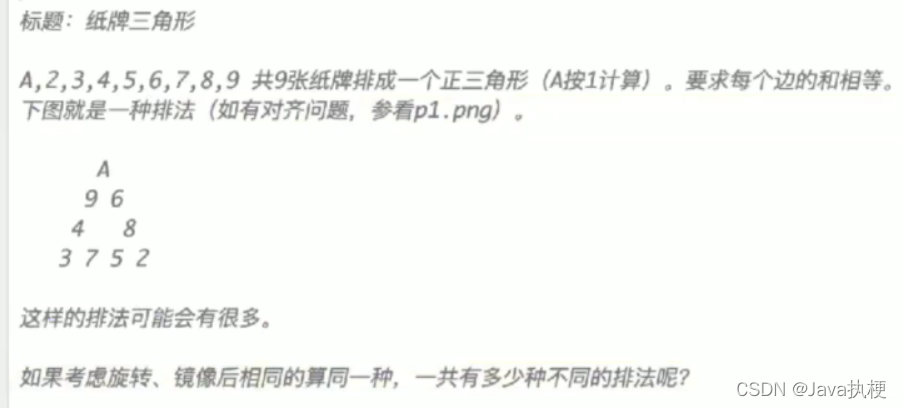 标题：纸牌三角形
A,2,3,4,5,6,7,8,9 共9张纸牌排成一个正三角形（A按1计算）。要求每个边的和相等。
下图就是一种排法（如有对齐问题，参看p1.png）。
A
9 6
4 8
3 7 5 2
这样的排法可能会有很多。
如果考虑旋转、镜像后相同的算同一种，一共有多少种不同的排法呢？
CSDN @Java执梗